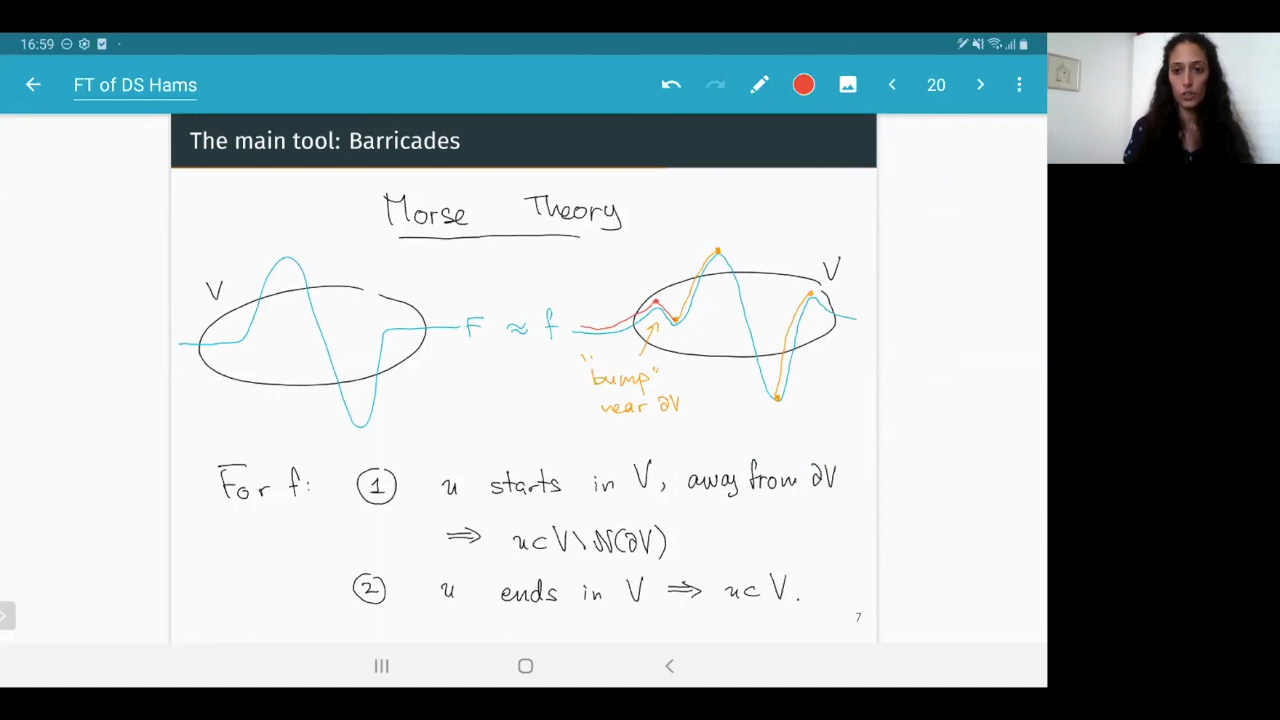 16:59
FT of DS Hams
20
The main tool: Barricades
Morse Theory
V
F ≈ f
V
"bump"
near ∂V
For f: ① u starts in V, away from ∂V
⟹ u⊂V\N(∂V)
② u ends in V ⟹ u⊂V.
7